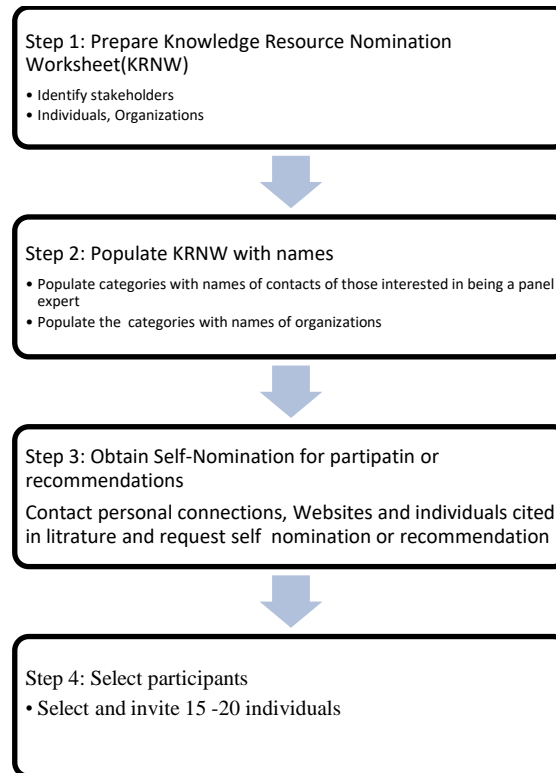 Step 1: Prepare Knowledge Resource Nomination
Worksheet(KRNW)
• Identify stakeholders
• Individuals, Organizations
Step 2: Populate KRNW with names
• Populate categories with names of contacts of those interested in being a panel
expert
• Populate the categories with names of organizations
Step 3: Obtain Self-Nomination for partipatin or
recommendations
Contact personal connections, Websites and individuals cited
in litrature and request self nomination or recommendation
Step 4: Select participants
• Select and invite 15 -20 individuals